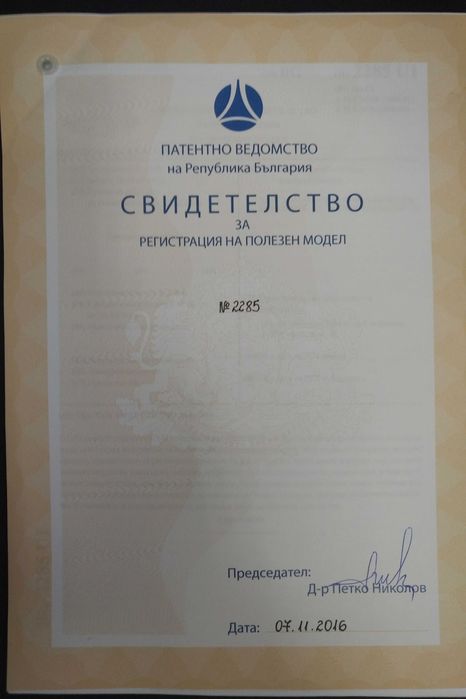 ПАТЕНТНО ВЕДОМСТВО
на Република България
СВИДЕТЕЛСТВО
ЗА
РЕГИСТРАЦИЯ НА ПОЛЕЗЕН МОДЕЛ
№ 2285
Председател:
Д-р Петко Николов
Дата: 07.11.2016